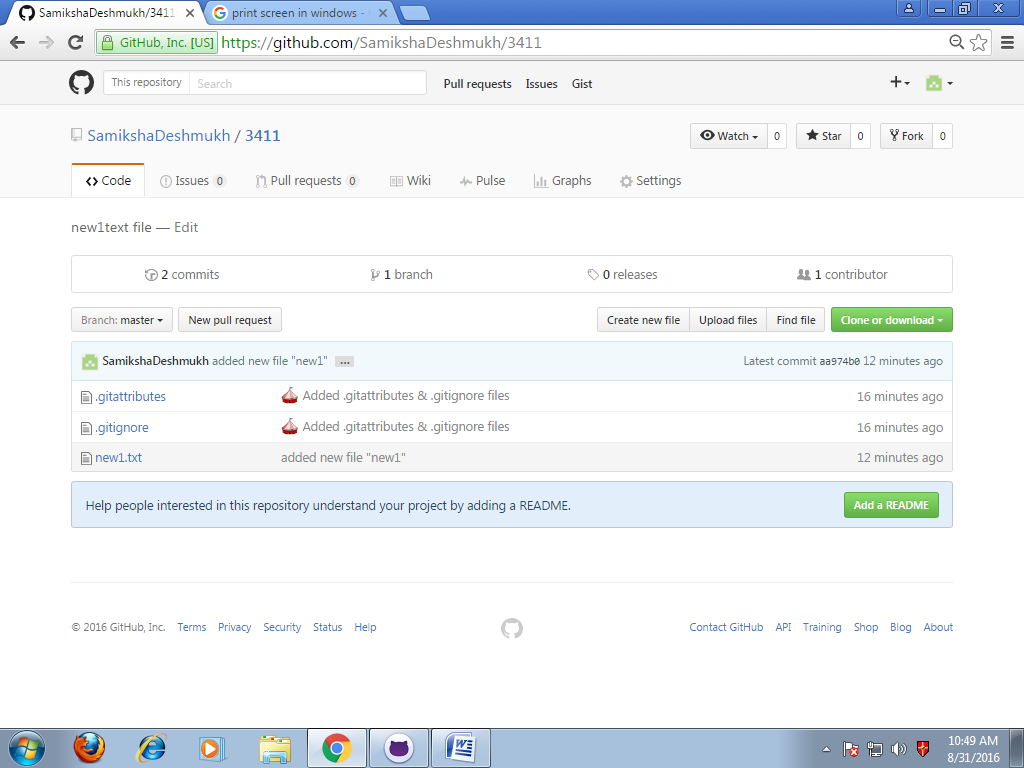 SamikshaDeshmukh/3411 print screen in windows -
GitHub, Inc. [US] https://github.com/SamikshaDeshmukh/3411
This repository Search Pull requests Issues Gist
SamikshaDeshmukh / 3411 Watch 0 Star 0 Fork 0
Code Issues 0 Pull requests 0 Wiki Pulse Graphs Settings
new1text file — Edit
2 commits 1 branch 0 releases 1 contributor
Branch: master New pull request Create new file Upload files Find file Clone or download
SamikshaDeshmukh added new file "new1" ... Latest commit aa974b0 12 minutes ago
.gitattributes Added .gitattributes & .gitignore files 16 minutes ago
.gitignore Added .gitattributes & .gitignore files 16 minutes ago
new1.txt added new file "new1" 12 minutes ago
Help people interested in this repository understand your project by adding a README. Add a README
© 2016 GitHub, Inc. Terms Privacy Security Status Help Contact GitHub API Training Shop Blog About
10:49 AM
8/31/2016